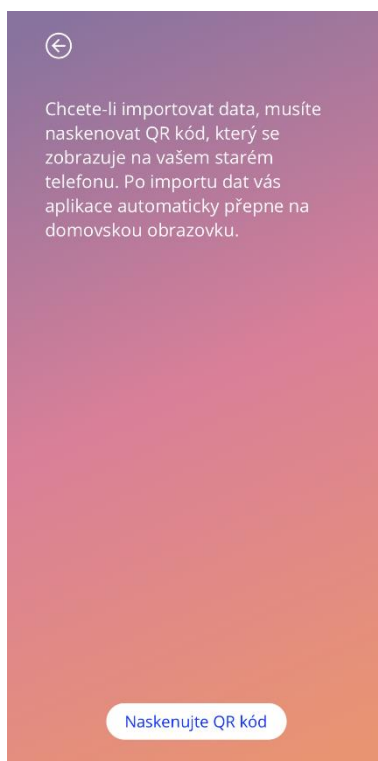 Chcete-li importovat data, musíte
naskenovat QR kód, který se
zobrazuje na vašem starém
telefonu. Po importu dat vás
aplikace automaticky přepne na
domovskou obrazovku.
Naskenujte QR kód